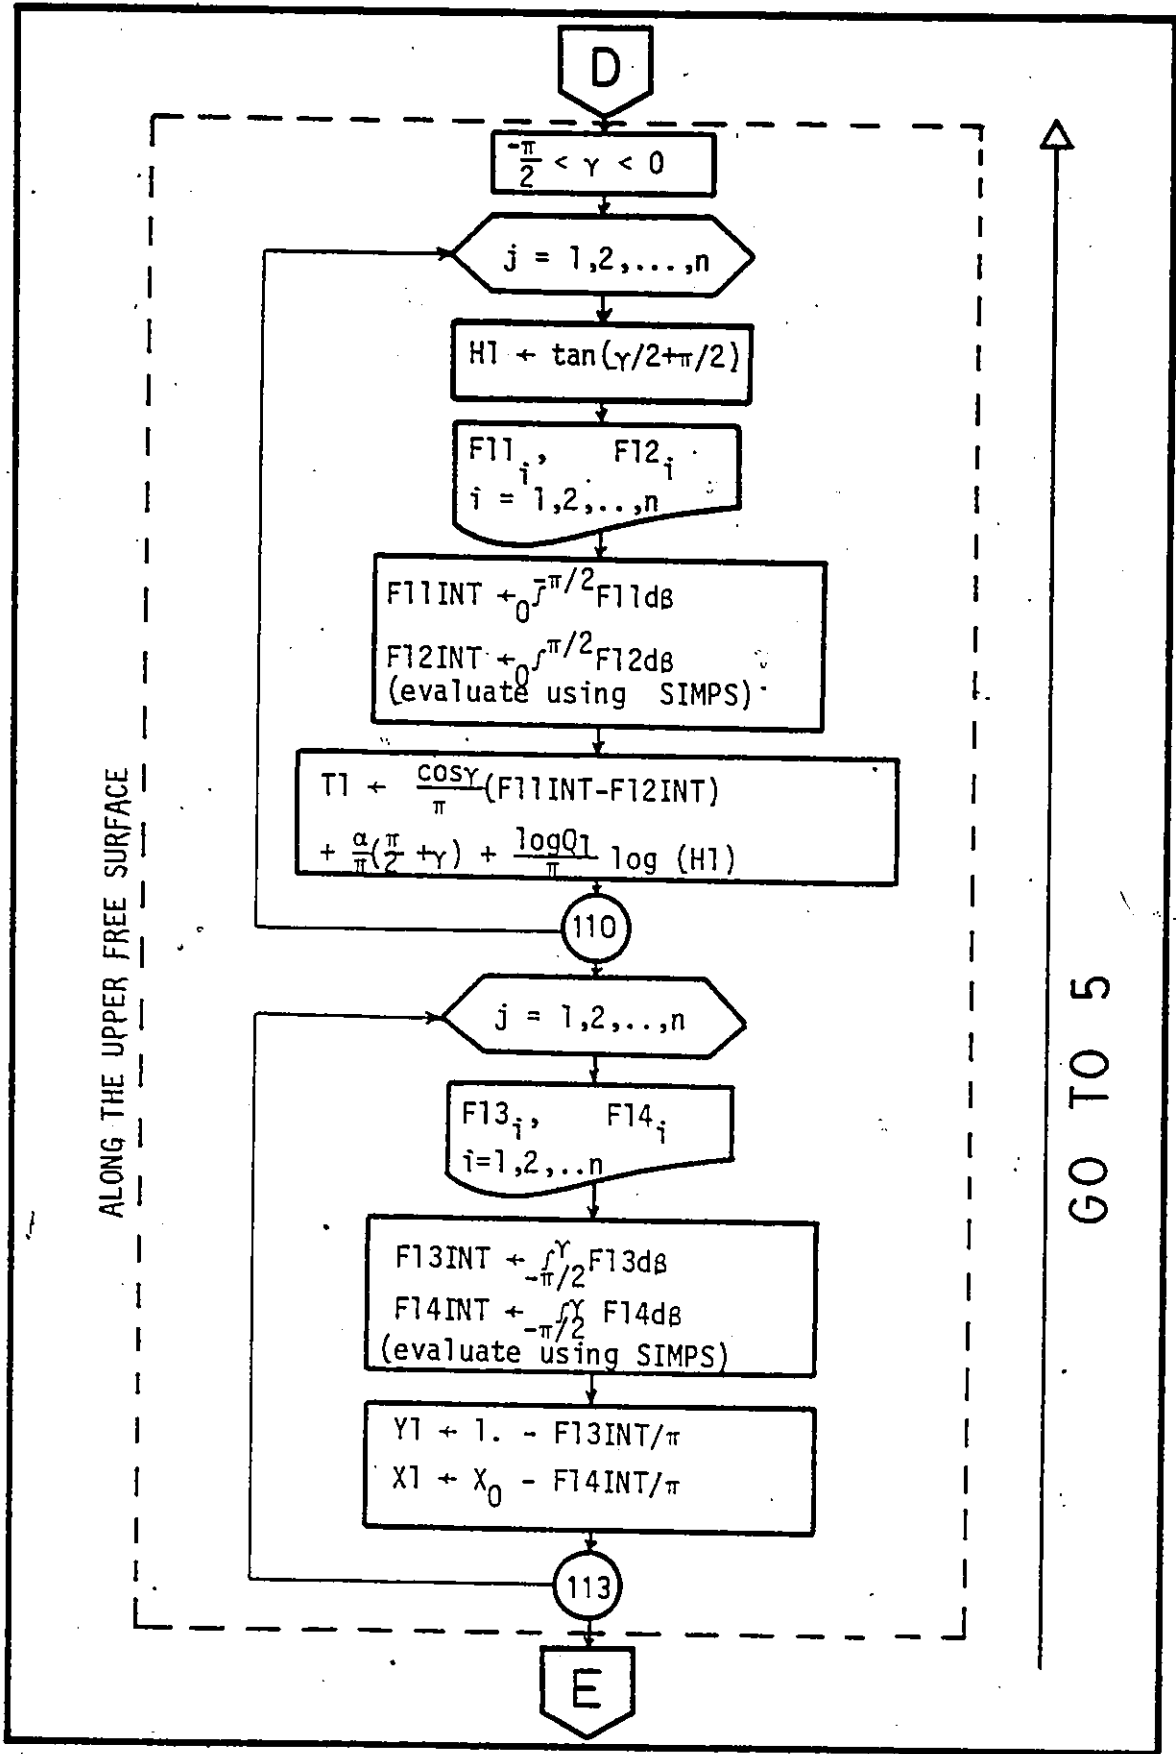 D
-π/2 < γ < 0
j = 1,2,...,n
H1 ← tan(γ/2+π/2)
F11i, F12i
i = 1,2,..,n
F11INT ← 0∫-π/2 F11dβ
F12INT ← 0∫π/2 F12dβ
(evaluate using SIMPS)
T1 ← cosγ/π (F11INT-F12INT)
+ α/π(π/2 +γ) + logQ1/π log (H1)
110
j = 1,2,..,n
F13i, F14i
i=1,2,..n
F13INT ← -π/2∫γ F13dβ
F14INT ← -π/2∫γ F14dβ
(evaluate using SIMPS)
Y1 ← 1. - F13INT/π
X1 ← X0 - F14INT/π
113
E
ALONG THE UPPER FREE SURFACE
GO TO 5